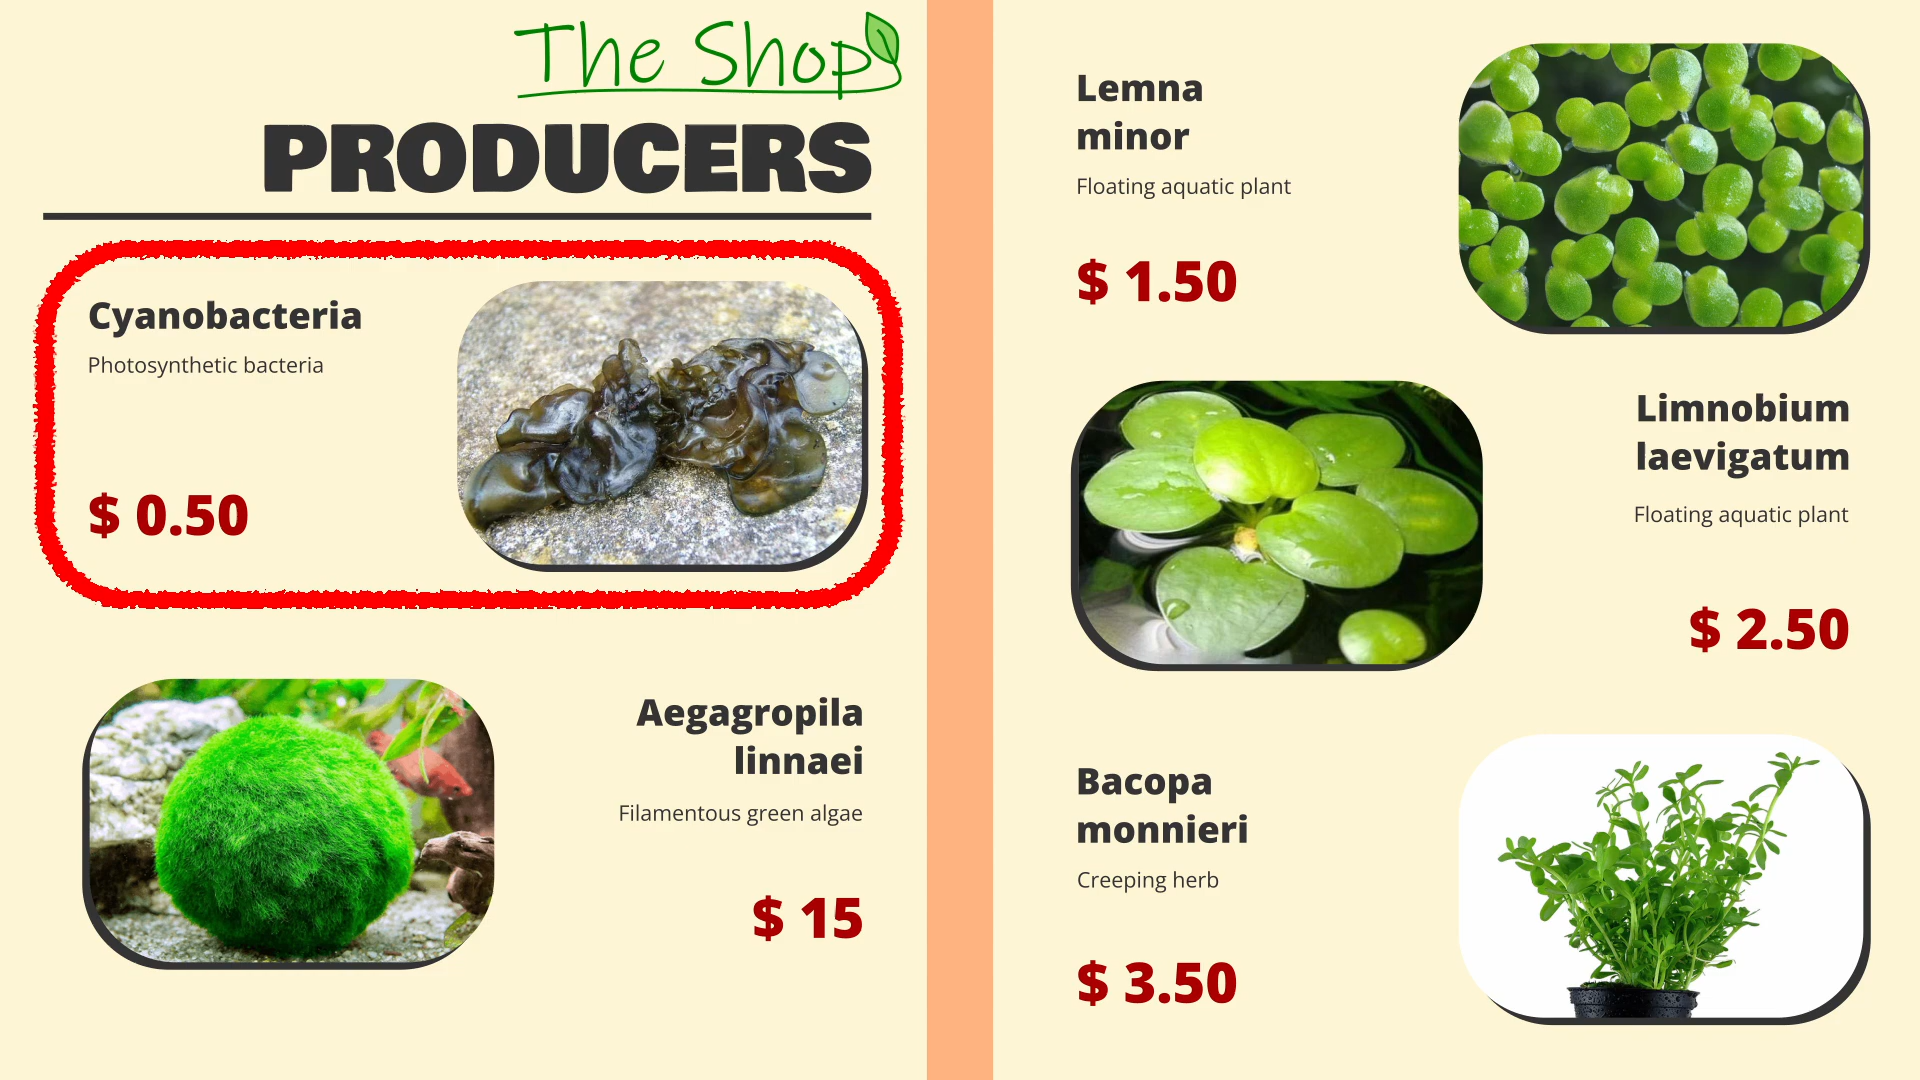 The Shop
PRODUCERS
Cyanobacteria
Photosynthetic bacteria
$ 0.50
Aegagropila
linnaei
Filamentous green algae
$ 15
Lemna
minor
Floating aquatic plant
$ 1.50
Limnobium
laevigatum
Floating aquatic plant
$ 2.50
Bacopa
monnieri
Creeping herb
$ 3.50